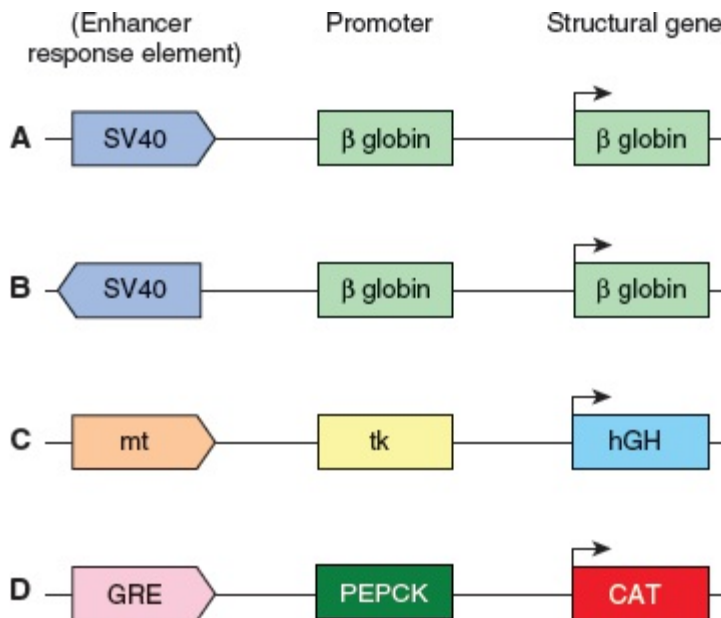 (Enhancer response element) Promoter Structural gene
A SV40 β globin β globin
B SV40 β globin β globin
C mt tk hGH
D GRE PEPCK CAT